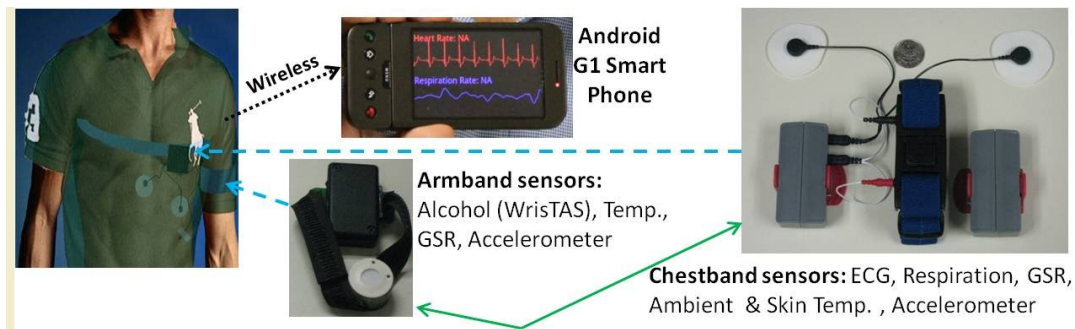 Wireless
Heart Rate: NA
Respiration Rate: NA
Android
G1 Smart
Phone
Armband sensors:
Alcohol (WrisTAS), Temp.,
GSR, Accelerometer
Chestband sensors: ECG, Respiration, GSR,
Ambient & Skin Temp. , Accelerometer
3